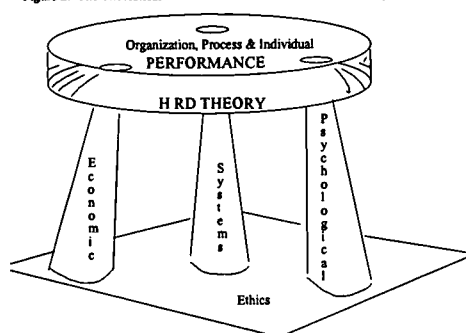 Organization, Process & Individual
PERFORMANCE
H RD THEORY
Economic
Systems
Psychological
Ethics